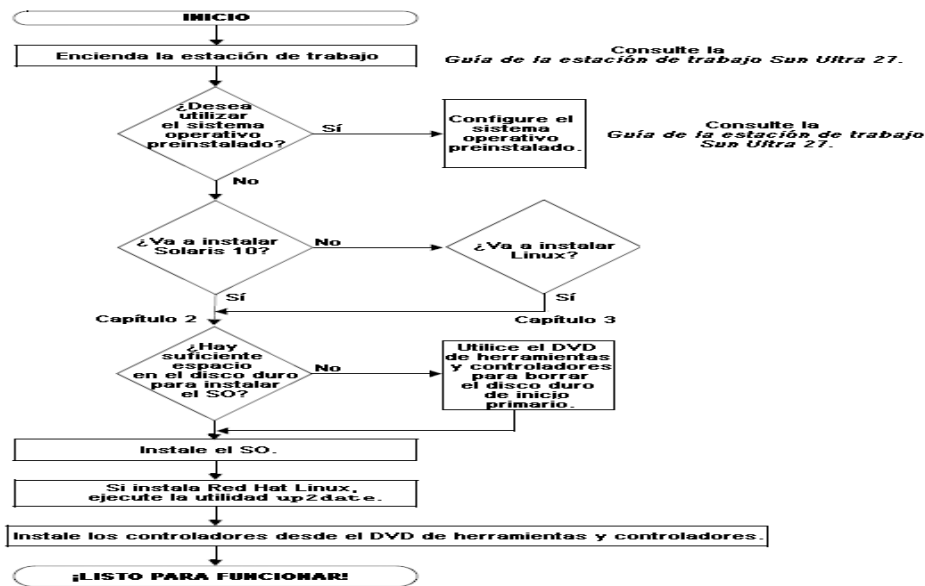 INICIO
Encienda la estación de trabajo
Consulte la
Guía de la estación de trabajo Sun Ultra 27.
¿Desea
utilizar
el sistema
operativo
preinstalado?
Sí
Configure el
sistema
operativo
preinstalado.
Consulte la
Guía de la estación de trabajo
Sun Ultra 27.
No
¿Va a instalar
Solaris 10?
No
¿Va a instalar
Linux?
Sí
Sí
Capítulo 2
Capítulo 3
¿Hay
suficiente
espacio
en el disco duro
para instalar
el SO?
No
Utilice el DVD
de herramientas
y controladores
para borrar
el disco duro
de inicio
primario.
Instale el SO.
Si instala Red Hat Linux,
ejecute la utilidad up2date.
Instale los controladores desde el DVD de herramientas y controladores.
¡LISTO PARA FUNCIONAR!